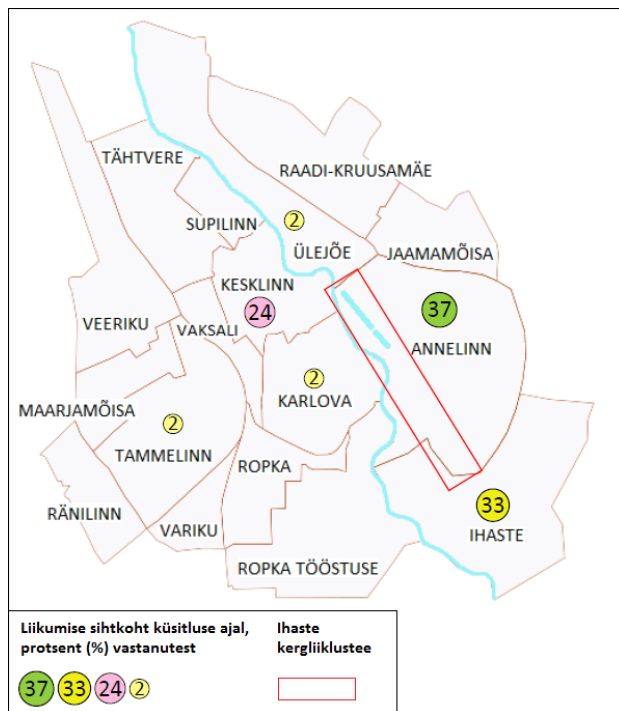 TÄHTVERE
RAADI-KRUUSAMÄE
SUPILINN
2
ÜLEJÕE
JAAMAMÕISA
KESKLINN
24
37
VEERIKU
VAKSALI
ANNELINN
2
KARLOVA
MAARJAMÕISA
2
TAMMELINN
ROPKA
RÄNILINN
33
VARIKU
IHASTE
ROPKA TÖÖSTUSE
Liikumise sihtkoht küsitluse ajal,
protsent (%) vastanutest
37 33 24 2
Ihaste
kergliiklustee